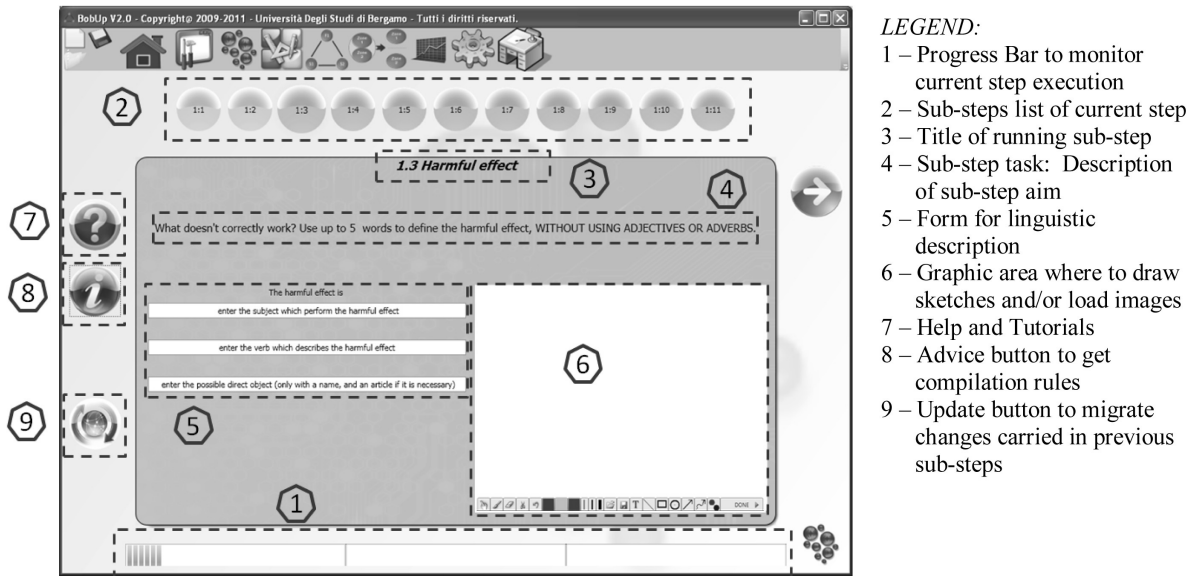 BobUp V2.0 - Copyright@ 2009-2011 - Università Degli Studi di Bergamo - Tutti i diritti riservati.
2
1:1 1:2 1:3 1:4 1:5 1:6 1:7 1:8 1:9 1:10 1:11
1.3 Harmful effect
3
4
7
?
What doesn't correctly work? Use up to 5 words to define the harmful effect, WITHOUT USING ADJECTIVES OR ADVERBS.
8
i
The harmful effect is
enter the subject which perform the harmful effect
enter the verb which describes the harmful effect
6
enter the possible direct object (only with a name, and an article if it is necessary)
9
5
1
T
DONE
LEGEND:
1 – Progress Bar to monitor
current step execution
2 – Sub-steps list of current step
3 – Title of running sub-step
4 – Sub-step task: Description
of sub-step aim
5 – Form for linguistic
description
6 – Graphic area where to draw
sketches and/or load images
7 – Help and Tutorials
8 – Advice button to get
compilation rules
9 – Update button to migrate
changes carried in previous
sub-steps